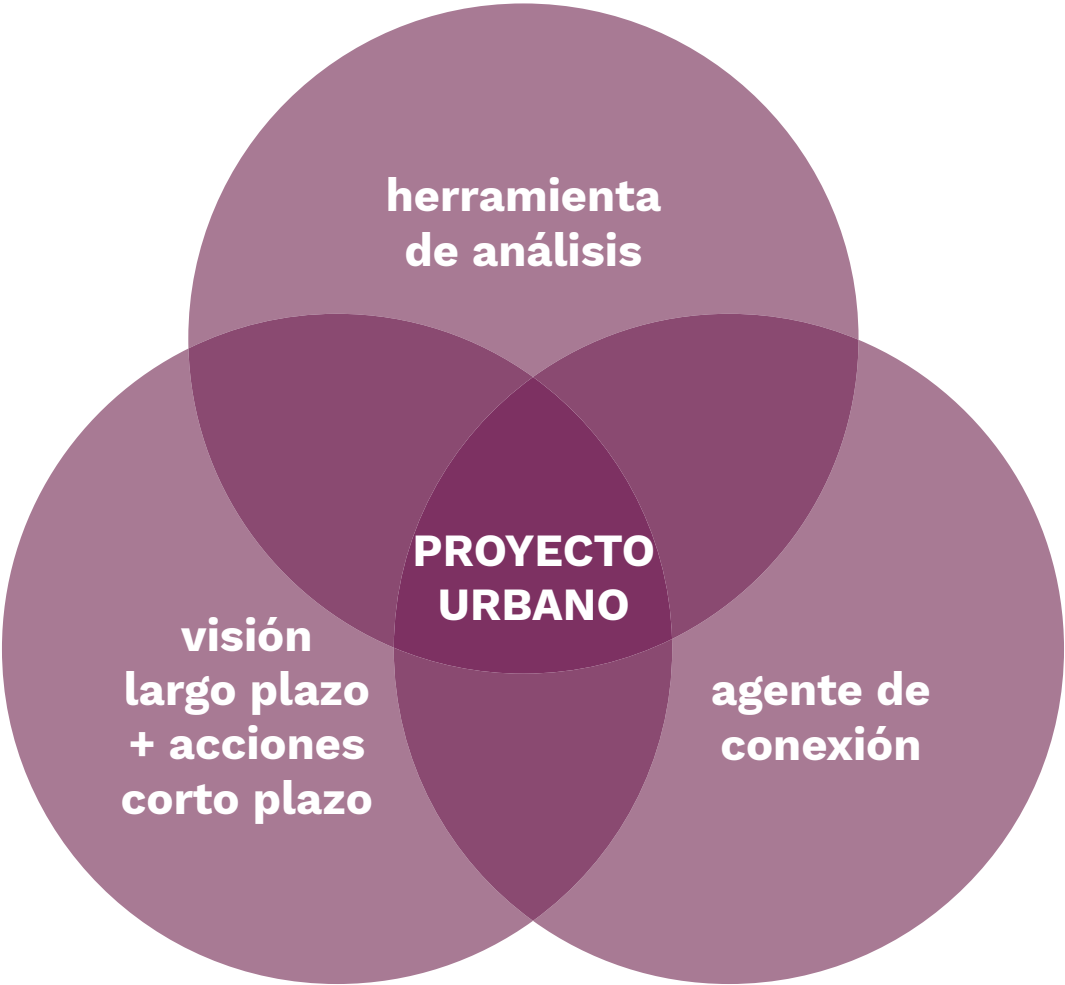 herramienta
de análisis
PROYECTO
URBANO
visión
largo plazo
+ acciones
corto plazo
agente de
conexión